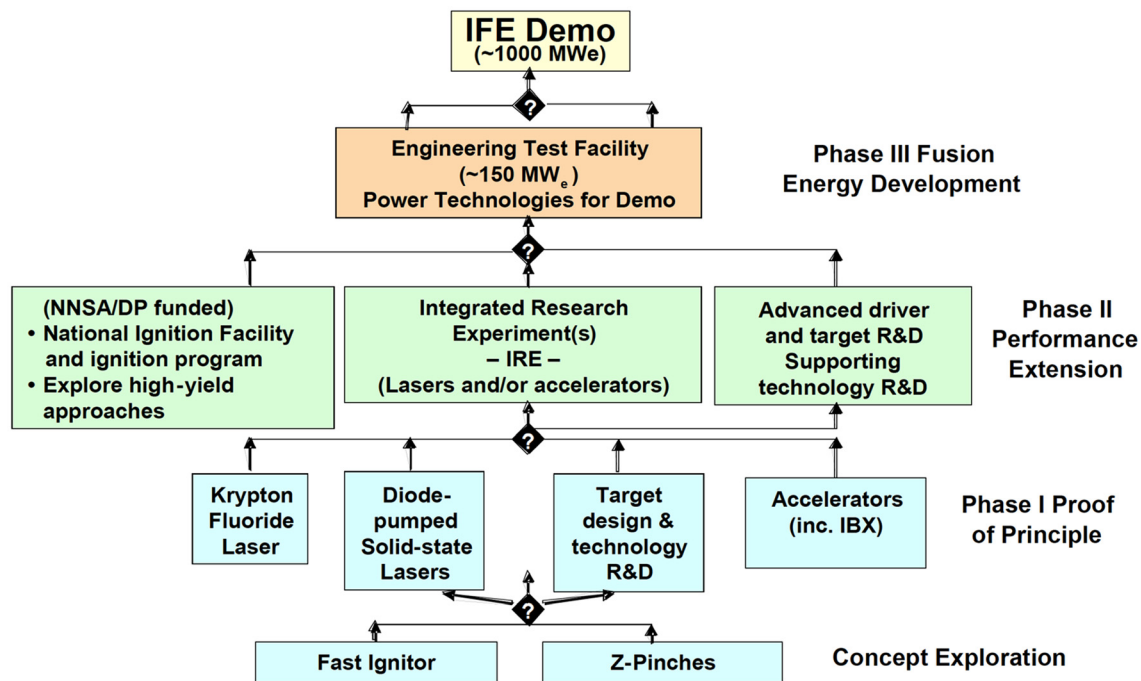 IFE Demo
(~1000 MWe)
?
Engineering Test Facility
(~150 MWe)
Power Technologies for Demo
Phase III Fusion
Energy Development
?
(NNSA/DP funded)
• National Ignition Facility
and ignition program
• Explore high-yield
approaches
Integrated Research
Experiment(s)
– IRE –
(Lasers and/or accelerators)
Advanced driver
and target R&D
Supporting
technology R&D
Phase II
Performance
Extension
?
Krypton
Fluoride
Laser
Diode-
pumped
Solid-state
Lasers
Target
design &
technology
R&D
Accelerators
(inc. IBX)
Phase I Proof
of Principle
?
Fast Ignitor
Z-Pinches
Concept Exploration